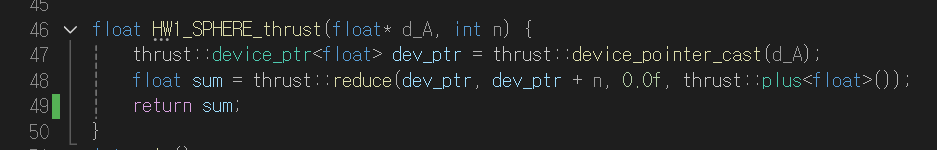 45
46 float HW1_SPHERE_thrust(float* d_A, int n) {
47 thrust::device_ptr<float> dev_ptr = thrust::device_pointer_cast(d_A);
48 float sum = thrust::reduce(dev_ptr, dev_ptr + n, 0.0f, thrust::plus<float>());
49 return sum;
50 }